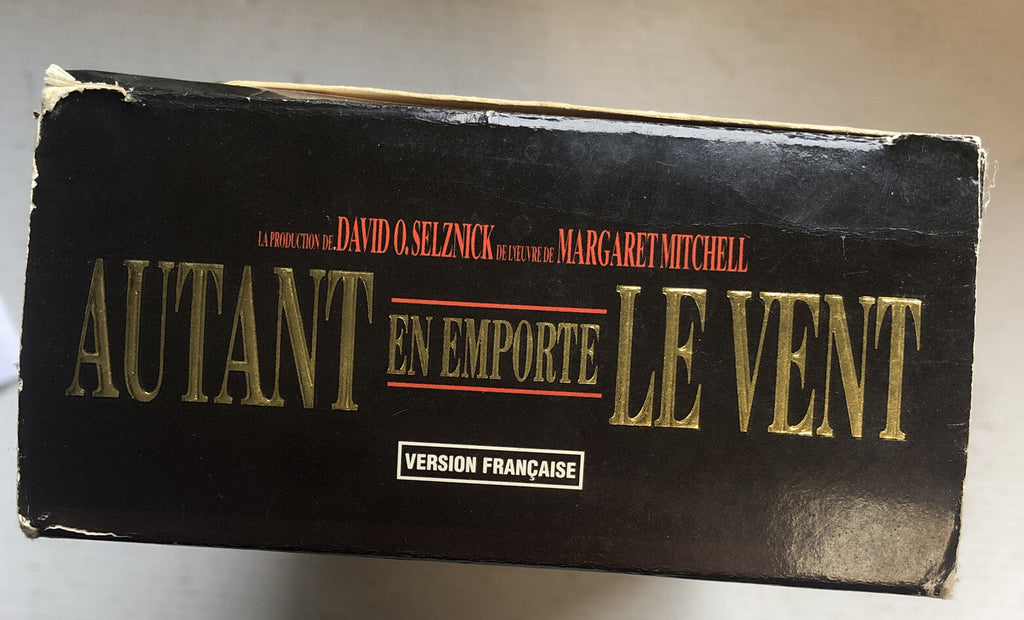 LA PRODUCTION DE DAVID O. SELZNICK DE L'ŒUVRE DE MARGARET MITCHELL
AUTANT EN EMPORTE LE VENT
VERSION FRANÇAISE